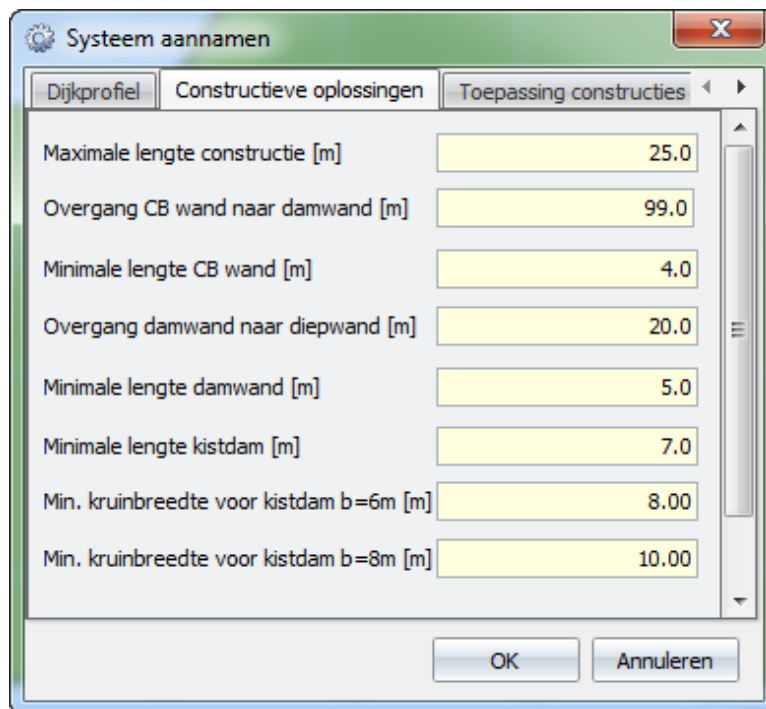 Systeem aannamen
Dijkprofiel Constructieve oplossingen Toepassing constructies
Maximale lengte constructie [m] 25.0
Overgang CB wand naar damwand [m] 99.0
Minimale lengte CB wand [m] 4.0
Overgang damwand naar diepwand [m] 20.0
Minimale lengte damwand [m] 5.0
Minimale lengte kistdam [m] 7.0
Min. kruinbreedte voor kistdam b=6m [m] 8.00
Min. kruinbreedte voor kistdam b=8m [m] 10.00
OK Annuleren